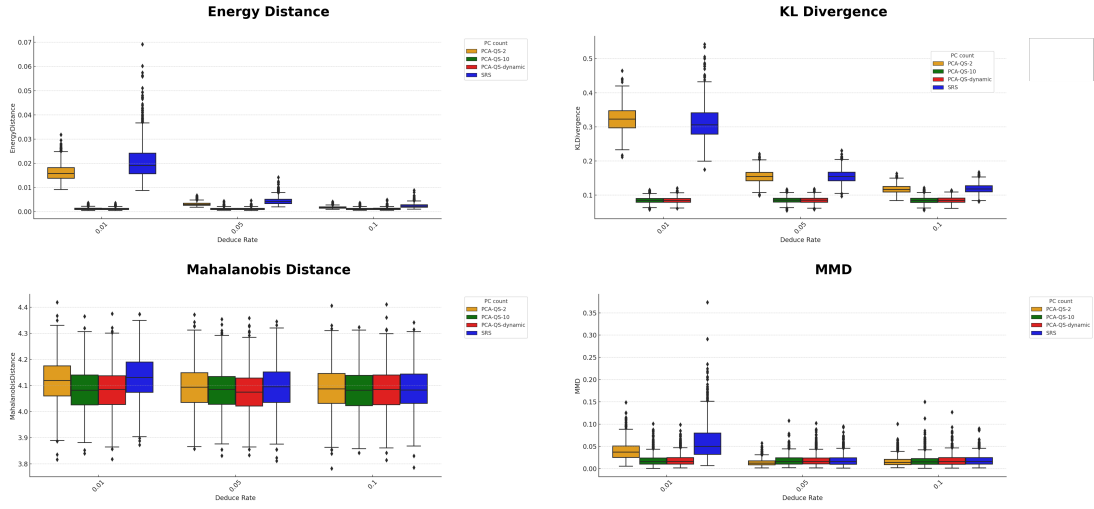 Energy Distance
0.07
0.06
0.05
0.04
0.03
0.02
0.01
0.00
EnergyDistance
0.01
0.05
0.1
Deduce Rate
PC count
PCA-QS-2
PCA-QS-10
PCA-QS-dynamic
SRS
KL Divergence
0.5
0.4
0.3
0.2
0.1
KLDivergence
0.01
0.05
0.1
Deduce Rate
PC count
PCA-QS-2
PCA-QS-10
PCA-QS-dynamic
SRS
Mahalanobis Distance
4.4
4.3
4.2
4.1
4.0
3.9
3.8
MahalanobisDistance
0.01
0.05
0.1
Deduce Rate
PC count
PCA-QS-2
PCA-QS-10
PCA-QS-dynamic
SRS
MMD
0.35
0.30
0.25
0.20
0.15
0.10
0.05
0.00
MMD
0.01
0.05
0.1
Deduce Rate
PC count
PCA-QS-2
PCA-QS-10
PCA-QS-dynamic
SRS